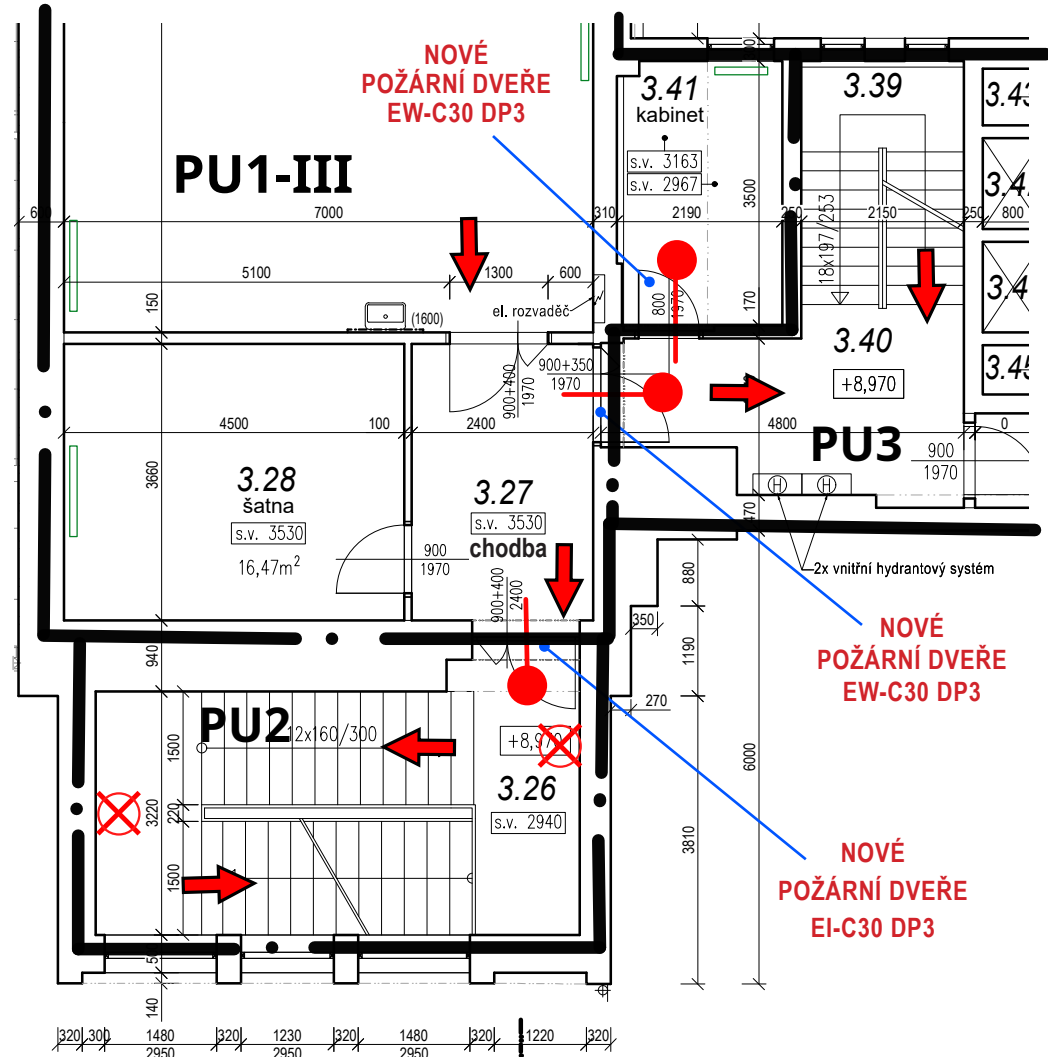 NOVÉ
POŽÁRNÍ DVEŘE
EW-C30 DP3
3.41
kabinet
s.v. 3163
s.v. 2967
3.39
PU1-III
600
7000
310
2190
250
2150
250
800
3500
18x197/253
5100
1300
600
150
(1600)
el. rozvaděč
800
1970
170
3.40
+8,970
900+400
1970
900+350
1970
4500
100
2400
4800
0
PU3
900
1970
3660
3.28
šatna
s.v. 3530
16,47m²
3.27
s.v. 3530
chodba
900
1970
H
H
470
2x vnitřní hydrantový systém
880
900+400
2400
350
1190
940
NOVÉ
POŽÁRNÍ DVEŘE
EW-C30 DP3
270
PU2
12x160/300
1500
+8,970
3.26
s.v. 2940
220
3220
1500
6000
3810
NOVÉ
POŽÁRNÍ DVEŘE
EI-C30 DP3
140
320
300
1480
2950
320
1230
2950
320
1480
2950
320
1220
320